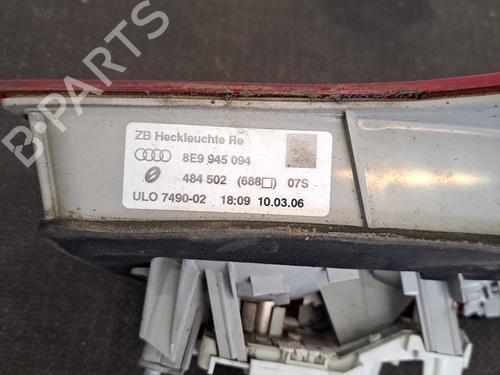 B-PARTS
ZB Heckleuchte Re
8E9 945 094
484 502 (688□) 07S
ULO 7490-02 18:09 10.03.06